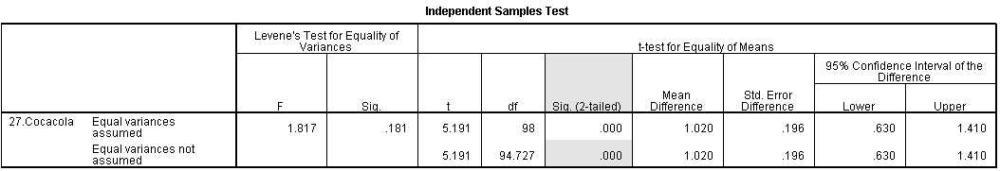 Independent Samples Test
Levene's Test for Equality of Variances t-test for Equality of Means
95% Confidence Interval of the Difference
F Sig. t df Sig. (2-tailed) Mean Difference Std. Error Difference Lower Upper
27.Cocacola Equal variances assumed 1.817 .181 5.191 98 .000 1.020 .196 .630 1.410
Equal variances not assumed 5.191 94.727 .000 1.020 .196 .630 1.410